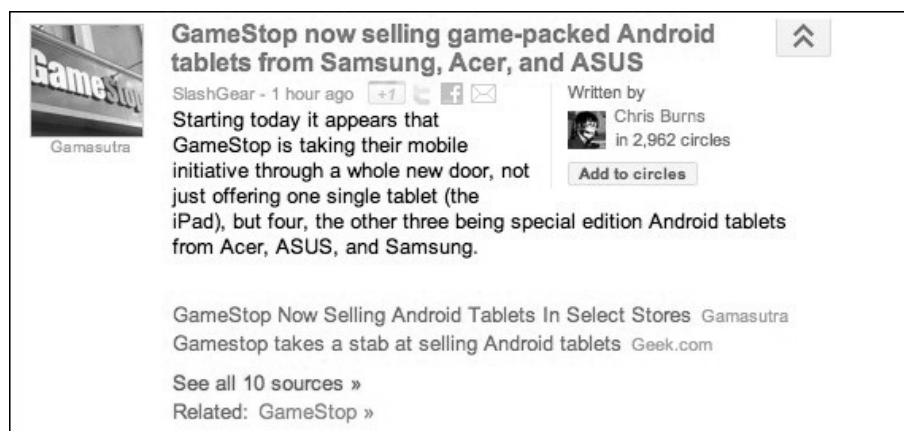 GameStop
Gamasutra
GameStop now selling game-packed Android
tablets from Samsung, Acer, and ASUS
SlashGear - 1 hour ago +1
Written by
Chris Burns
in 2,962 circles
Add to circles
Starting today it appears that
GameStop is taking their mobile
initiative through a whole new door, not
just offering one single tablet (the
iPad), but four, the other three being special edition Android tablets
from Acer, ASUS, and Samsung.
GameStop Now Selling Android Tablets In Select Stores Gamasutra
Gamestop takes a stab at selling Android tablets Geek.com
See all 10 sources »
Related: GameStop »